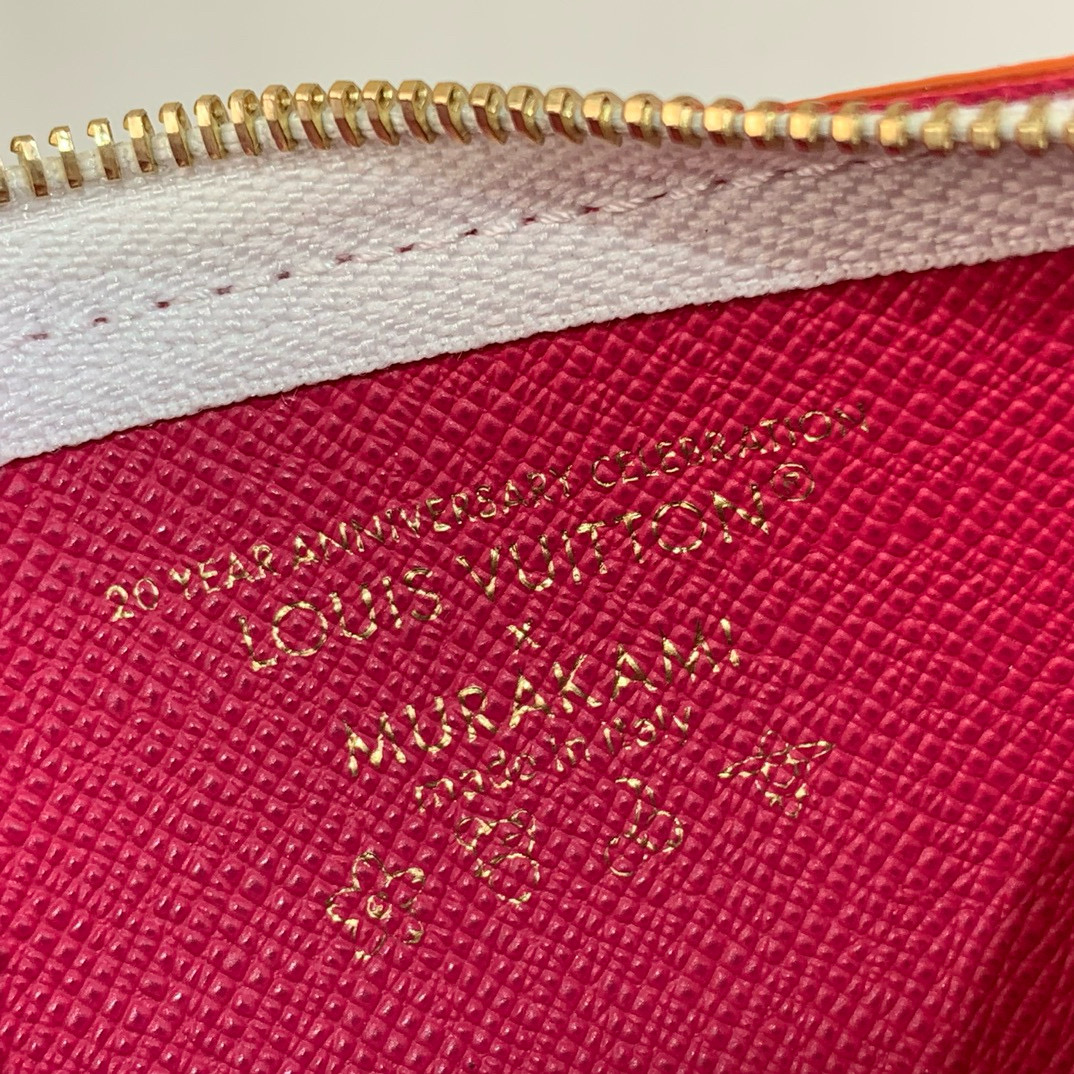 20 YEAR ANNIVERSARY CELEBRATION
LOUIS VUITTON®
x
MURAKAMI
made in Italy